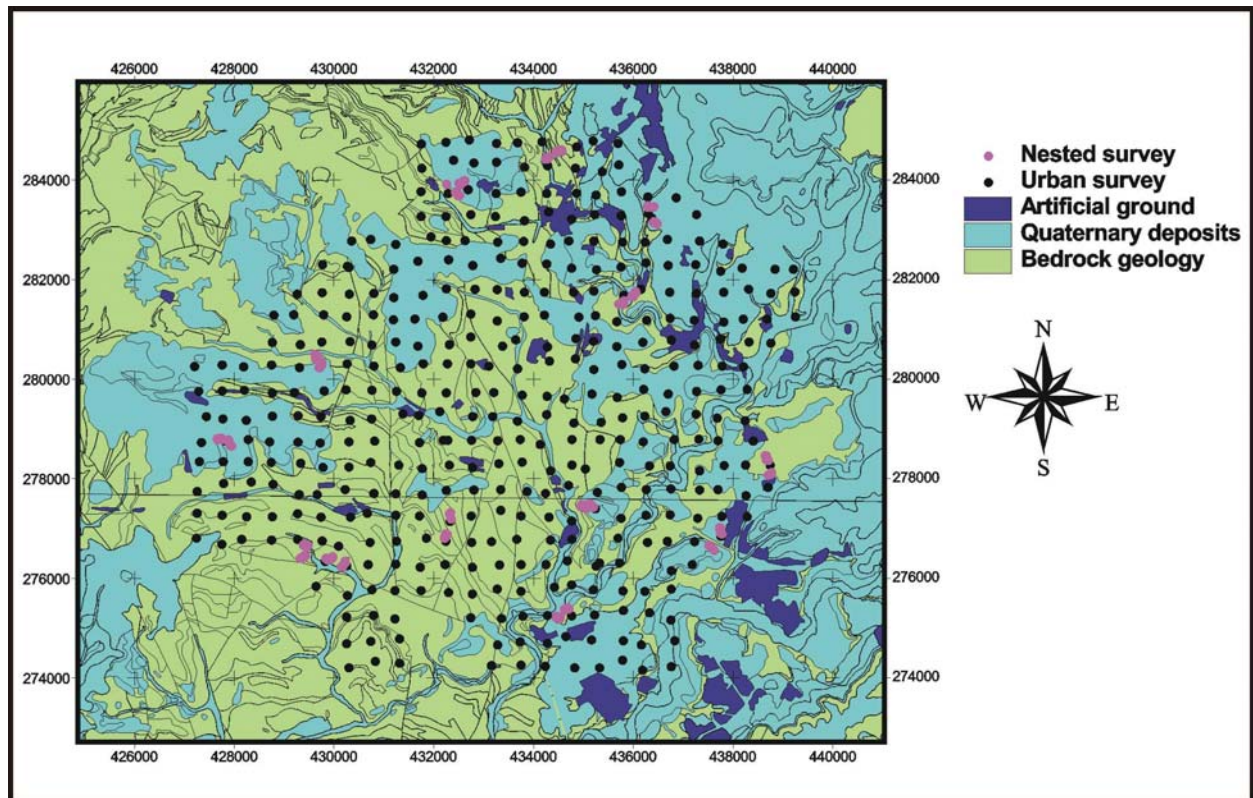 426000 428000 430000 432000 434000 436000 438000 440000
284000 284000
282000 282000
280000 280000
278000 278000
276000 276000
274000 274000
426000 428000 430000 432000 434000 436000 438000 440000
Nested survey
Urban survey
Artificial ground
Quaternary deposits
Bedrock geology
N
W E
S